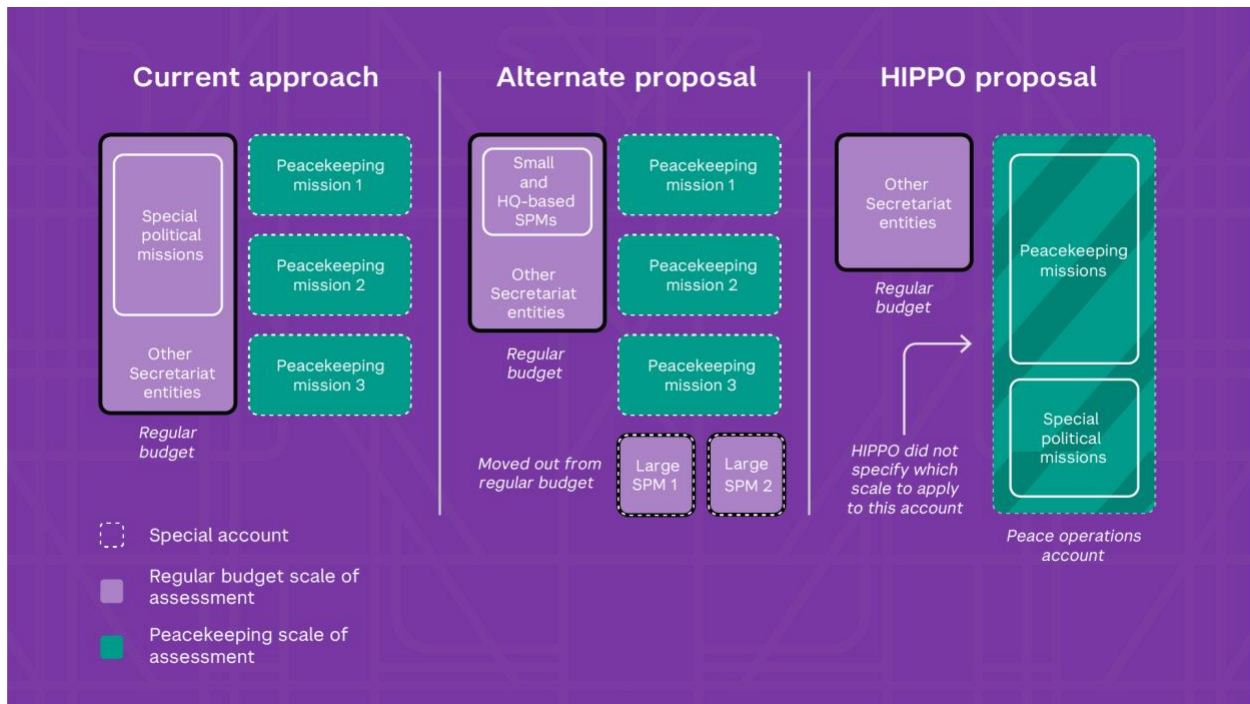 Current approach
Special
political
missions
Other
Secretariat
entities
Regular
budget
Peacekeeping
mission 1
Peacekeeping
mission 2
Peacekeeping
mission 3
Alternate proposal
Small
and
HQ-based
SPMs
Other
Secretariat
entities
Regular
budget
Peacekeeping
mission 1
Peacekeeping
mission 2
Peacekeeping
mission 3
Moved out from
regular budget
Large
SPM 1
Large
SPM 2
HIPPO proposal
Other
Secretariat
entities
Regular
budget
HIPPO did not
specify which
scale to apply
to this account
Peacekeeping
missions
Special
political
missions
Peace operations
account
Special account
Regular budget scale of
assessment
Peacekeeping scale of
assessment